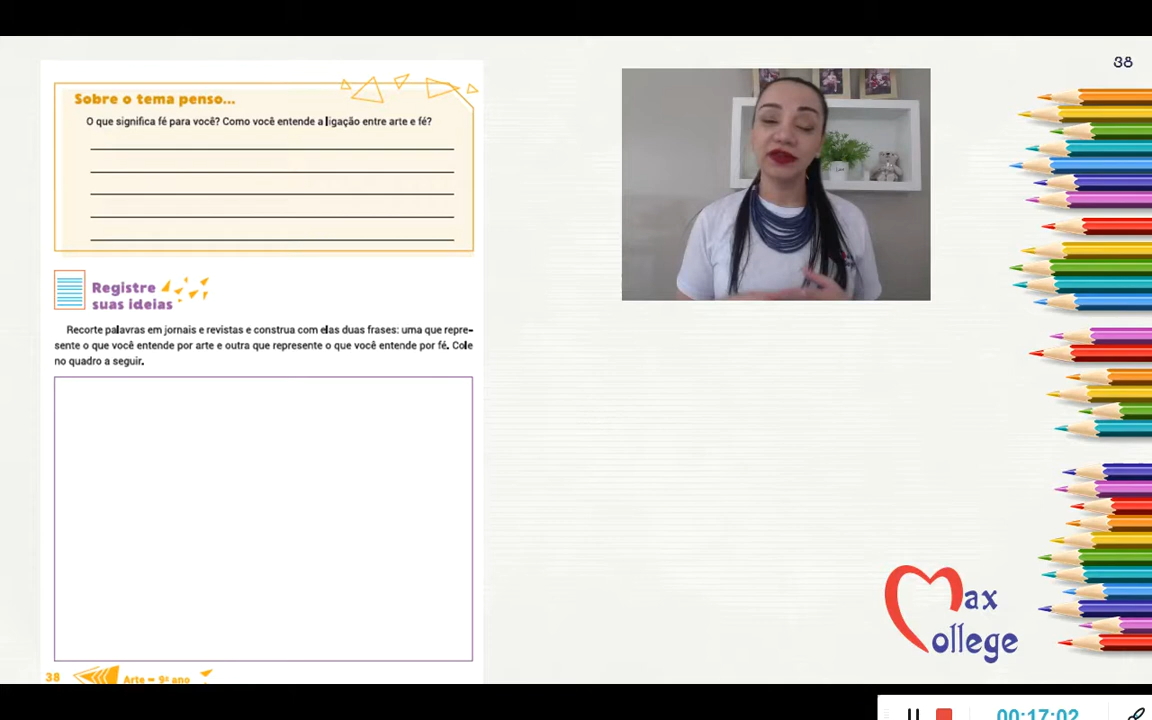 38
Sobre o tema penso...
O que significa fé para você? Como você entende a ligação entre arte e fé?
Registre
suas ideias
Recorte palavras em jornais e revistas e construa com elas duas frases: uma que repre-
sente o que você entende por arte e outra que represente o que você entende por fé. Cole
no quadro a seguir.
Max
College
38
Arte – 9º ano
00:17:02